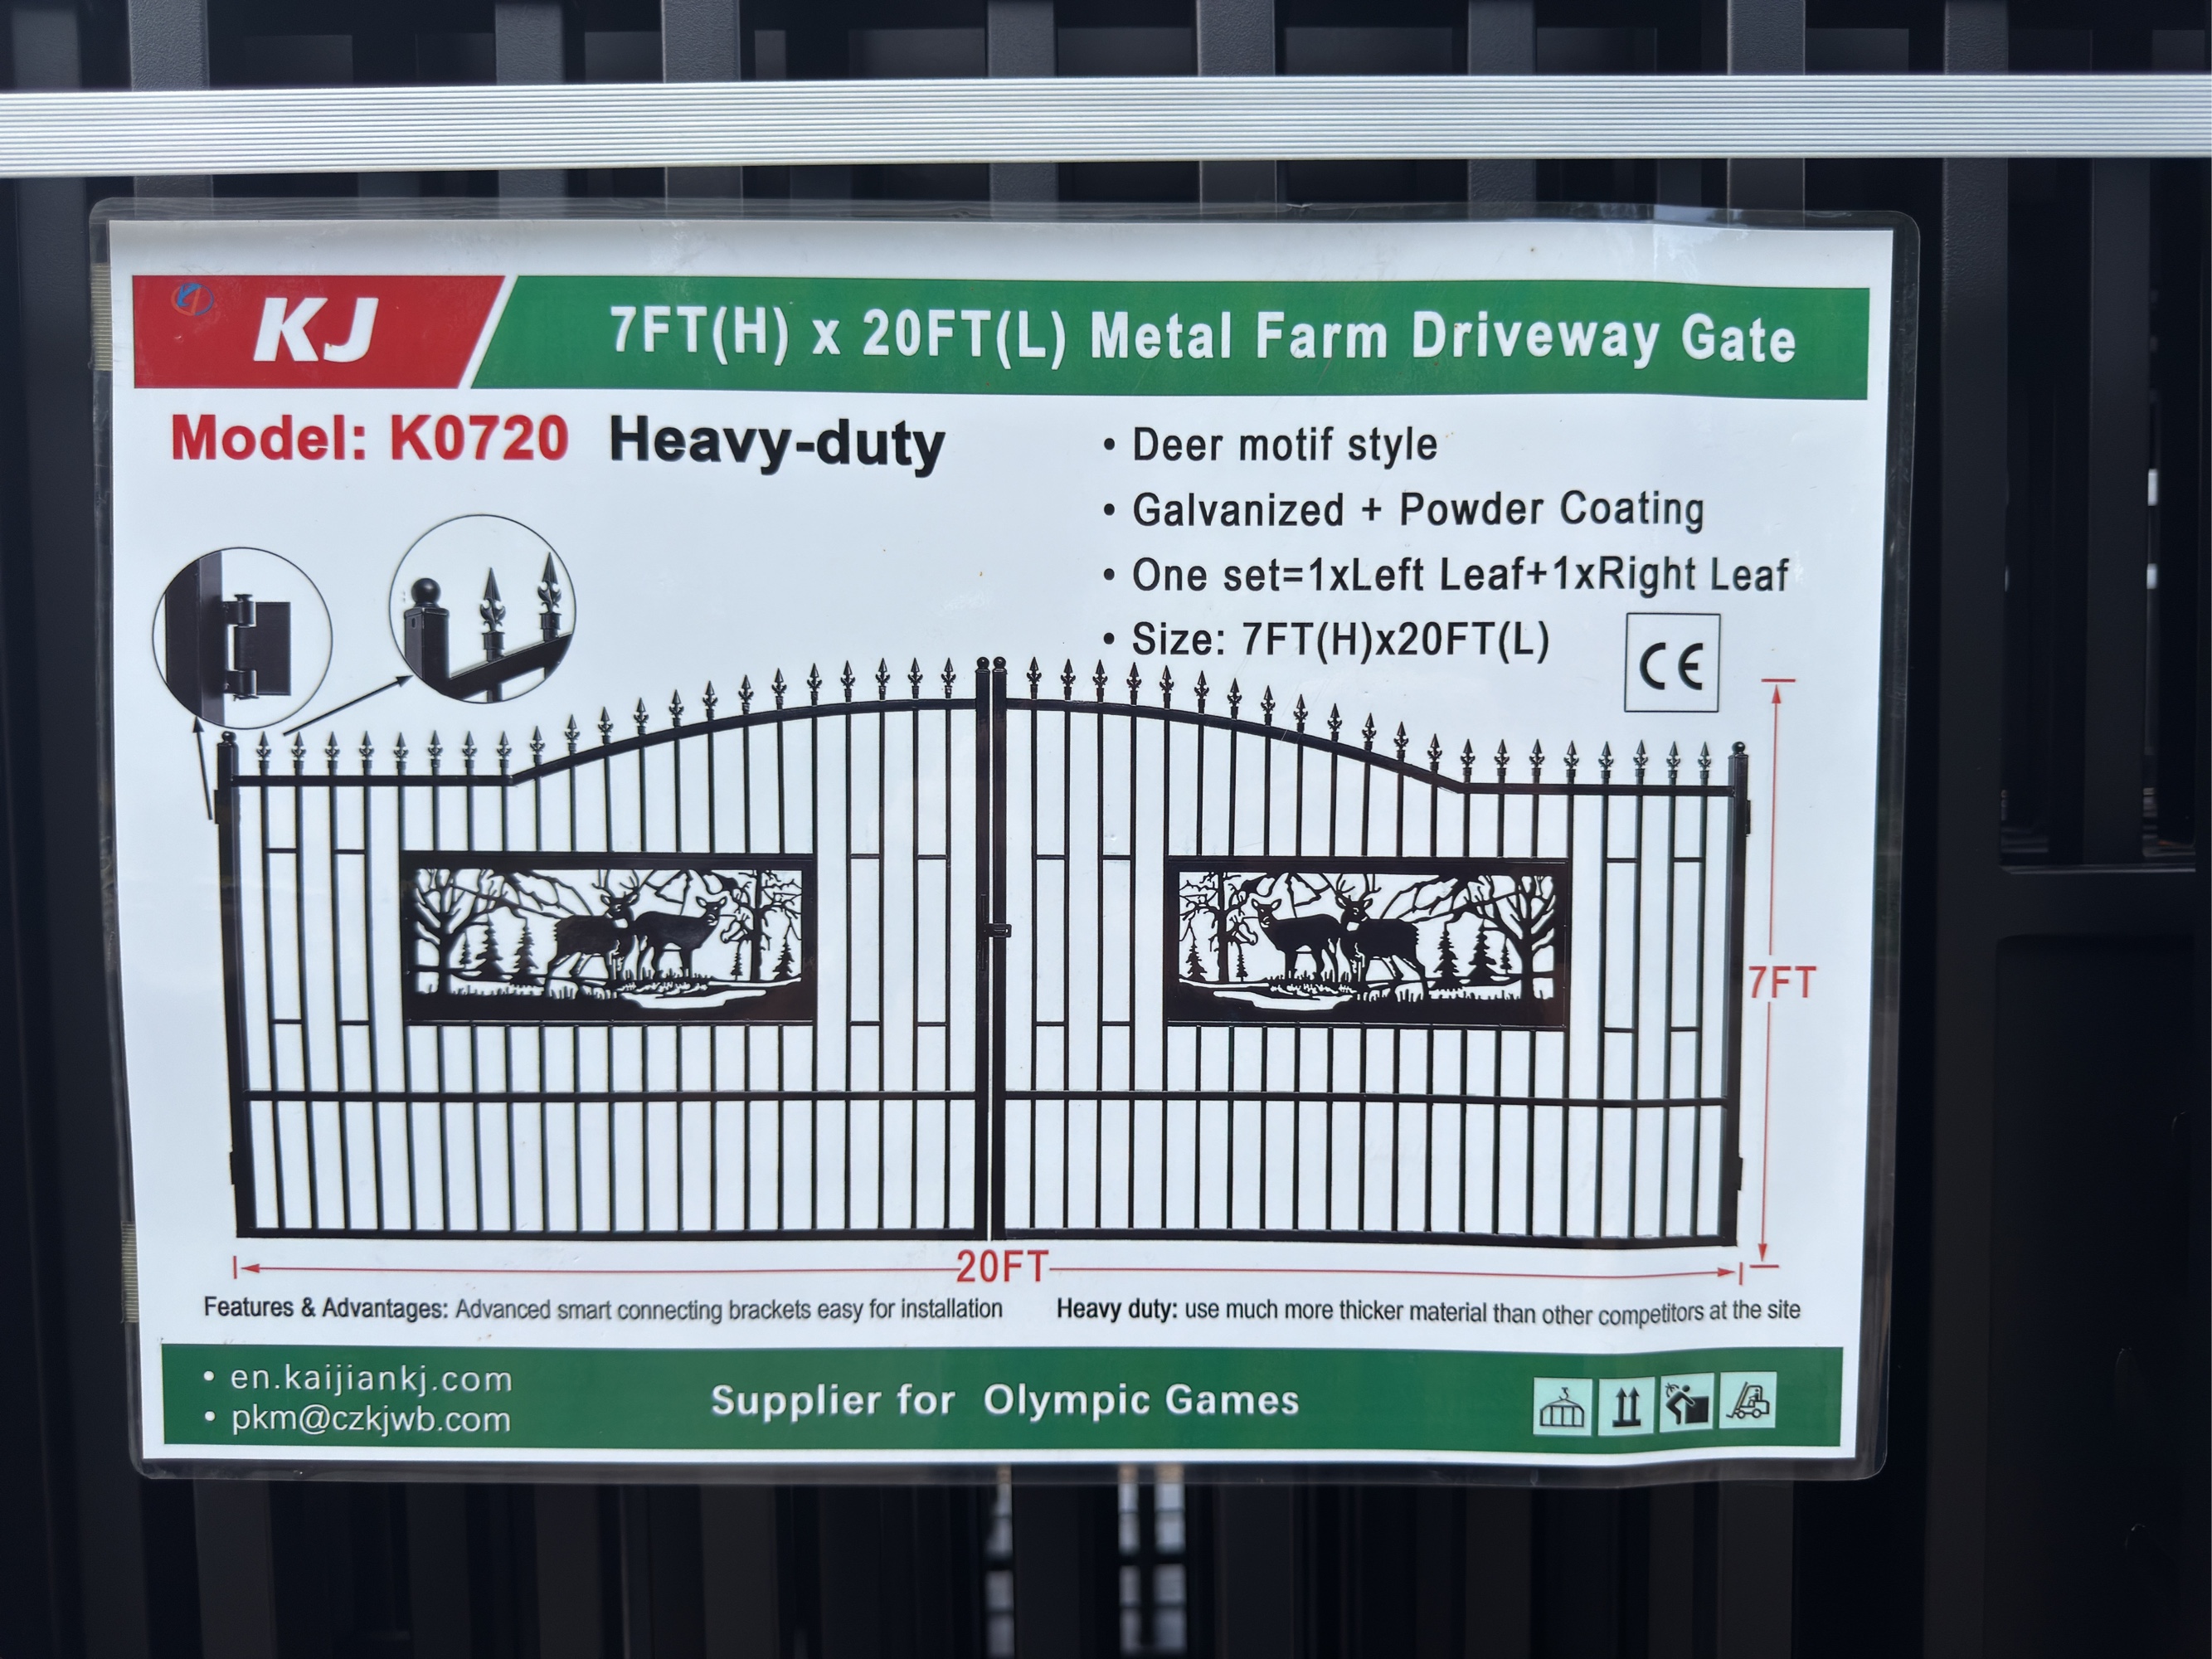 KJ
7FT(H) x 20FT(L) Metal Farm Driveway Gate
Model: K0720 Heavy-duty
• Deer motif style
• Galvanized + Powder Coating
• One set=1xLeft Leaf+1xRight Leaf
• Size: 7FT(H)x20FT(L)
CE
7FT
20FT
Features & Advantages: Advanced smart connecting brackets easy for installation
Heavy duty: use much more thicker material than other competitors at the site
• en.kaijiankj.com
• pkm@czkjwb.com
Supplier for Olympic Games